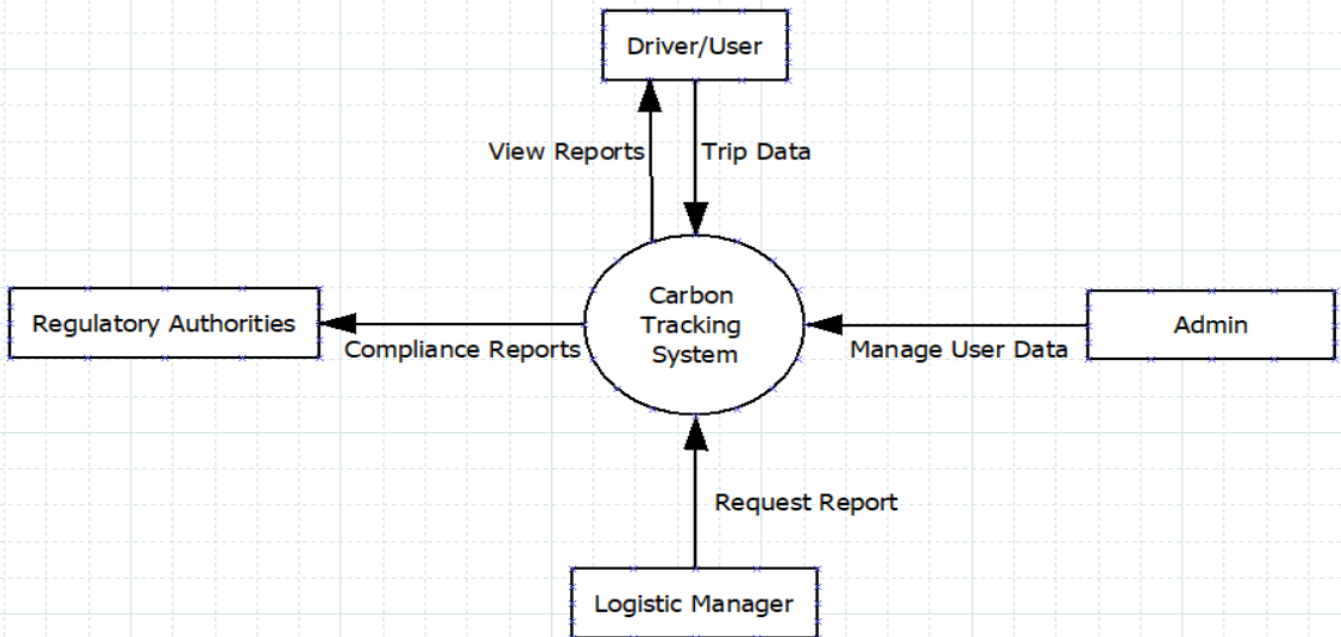 Driver/User
View Reports
Trip Data
Carbon
Tracking
System
Regulatory Authorities
Compliance Reports
Manage User Data
Admin
Request Report
Logistic Manager